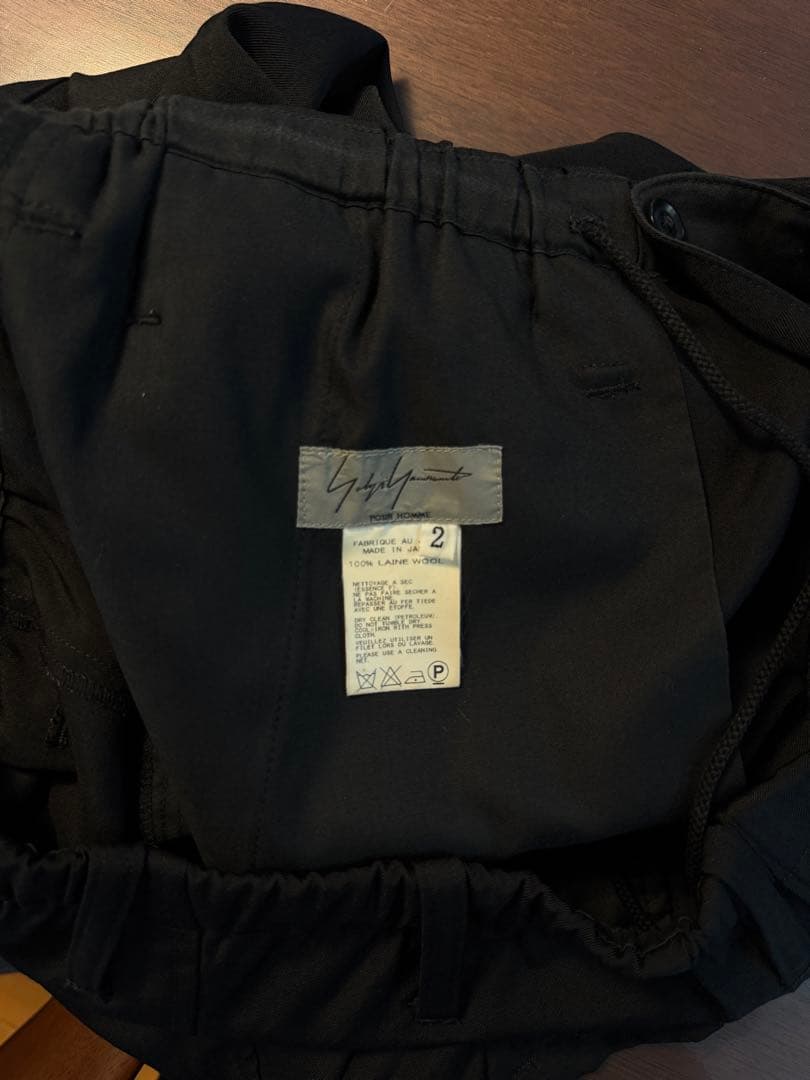 Yohji Yamamoto
POUR HOMME
2
FABRIQUE AU
MADE IN JA
100% LAINE WOOL
NETTOYAGE A SEC
(ESSENCE F).
NE PAS FAIRE SECHER A
LA MACHINE.
REPASSER AU FER TIEDE
AVEC UNE ETOFFE.
DRY CLEAN (PETROLEUM).
DO NOT TUMBLE DRY.
COOL-IRON WITH PRESS
CLOTH.
VEUILLEZ UTILISER UN
FILET LORS DU LAVAGE.
PLEASE USE A CLEANING
NET.
P